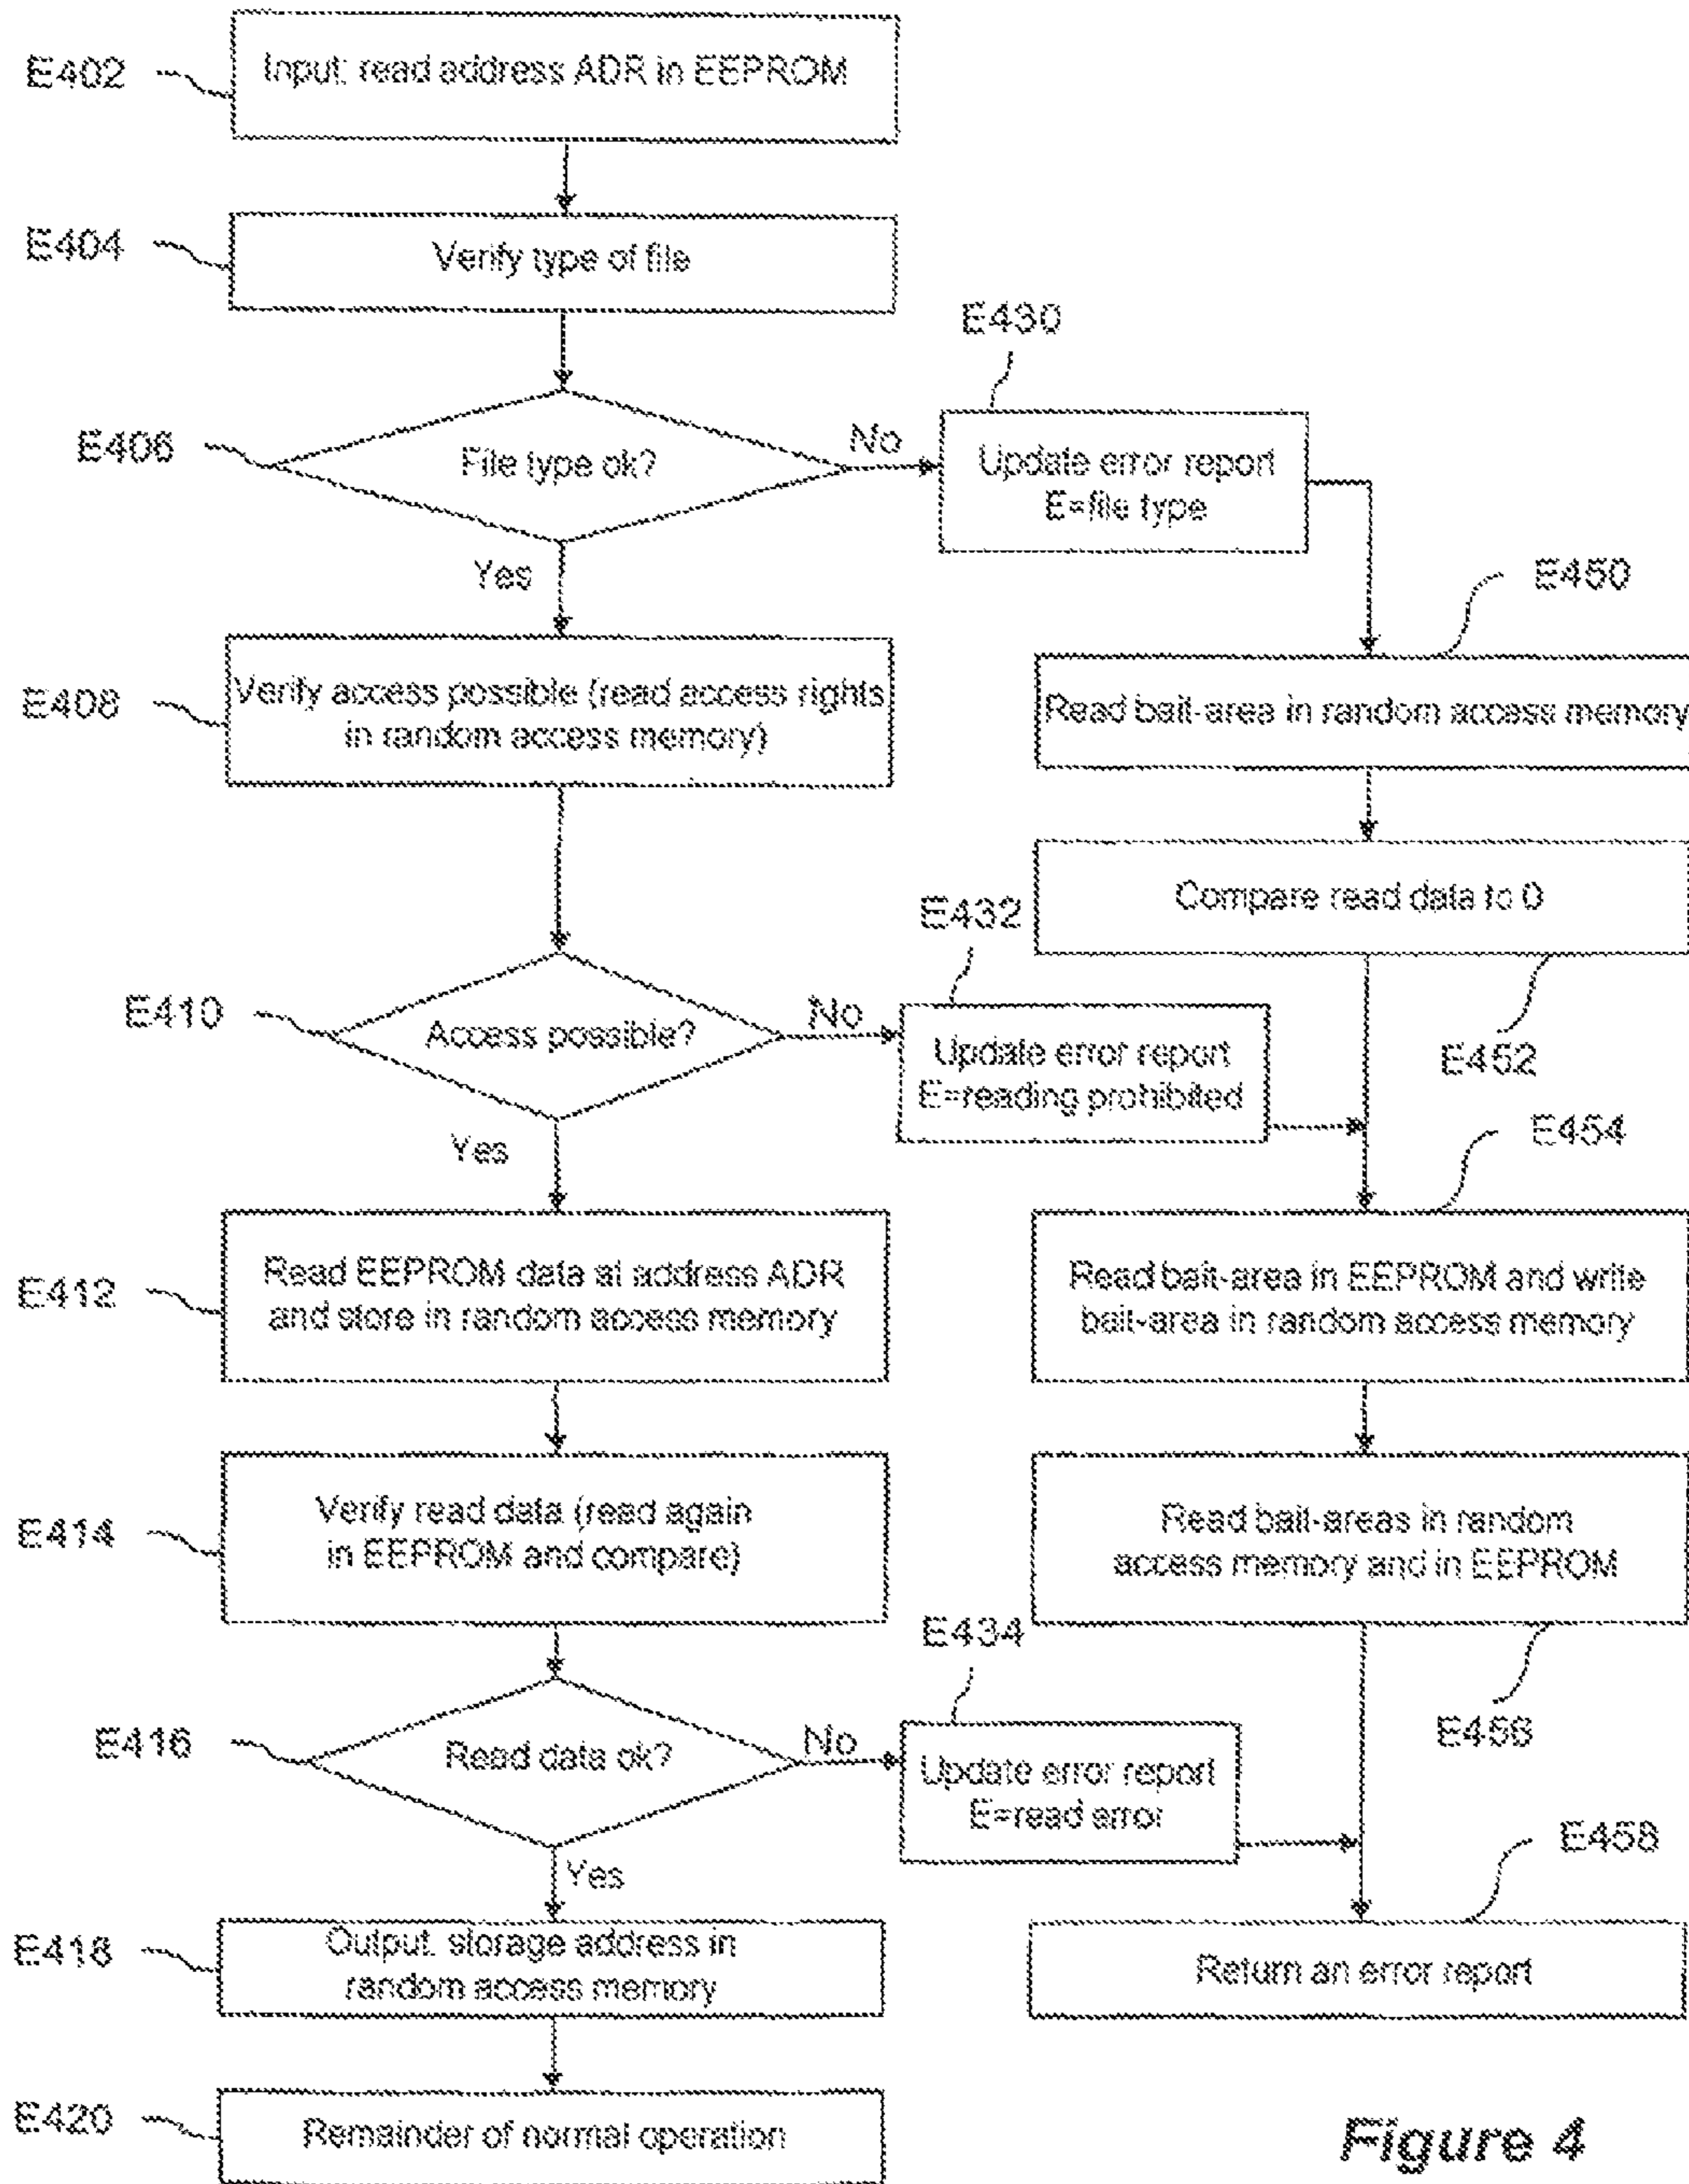 E402
Input: read address ADR in EEPROM
E404
Verify type of file
E430
E406
File type ok?
No
Update error report
E=file type
Yes
E450
E408
Verify access possible (read access rights
in random access memory)
Read bait-area in random access memory
Compare read data to 0
E432
E410
Access possible?
No
Update error report
E=reading prohibited
E452
Yes
E454
E412
Read EEPROM data at address ADR
and store in random access memory
Read bait-area in EEPROM and write
bait-area in random access memory
E414
Verify read data (read again
in EEPROM and compare)
Read bait-areas in random
access memory and in EEPROM
E434
E416
Read data ok?
No
Update error report
E=read error
E456
Yes
E458
E418
Output: storage address in
random access memory
Return an error report
E420
Remainder of normal operation
Figure 4